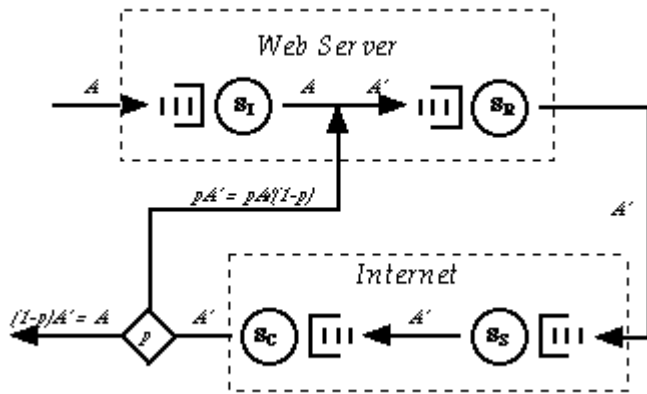 Web Server
A
S_I
A
A'
S_R
pA' = pA/(1-p)
A'
Internet
(1-p)A' = A
p
A'
S_C
A'
S_S